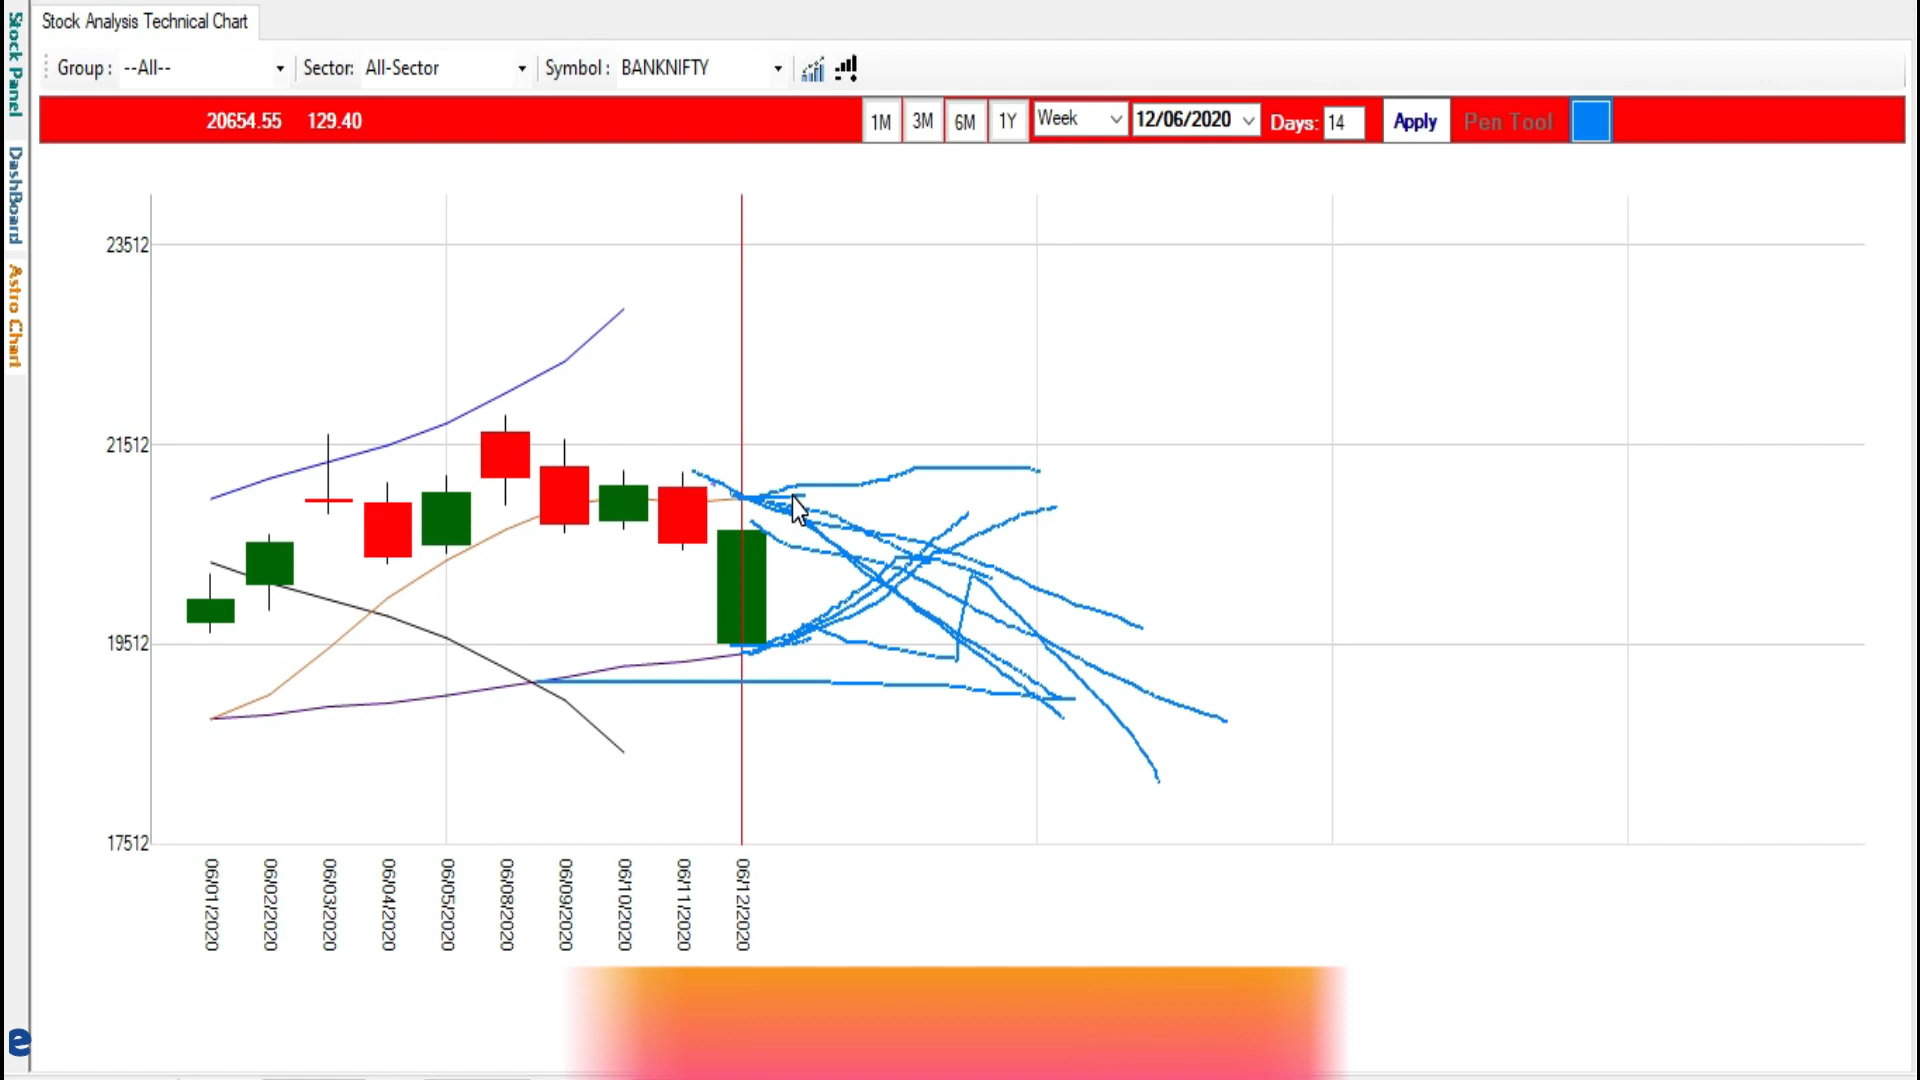 Stock Analysis Technical Chart
Group : --All-- Sector: All-Sector Symbol : BANKNIFTY
20654.55 129.40 1M 3M 6M 1Y Week 12/06/2020 Days: 14 Apply Pen Tool
Stock Panel
DashBoard
Astro Chart
23512
21512
19512
17512
06/01/2020
06/02/2020
06/03/2020
06/04/2020
06/05/2020
06/08/2020
06/09/2020
06/10/2020
06/11/2020
06/12/2020
e